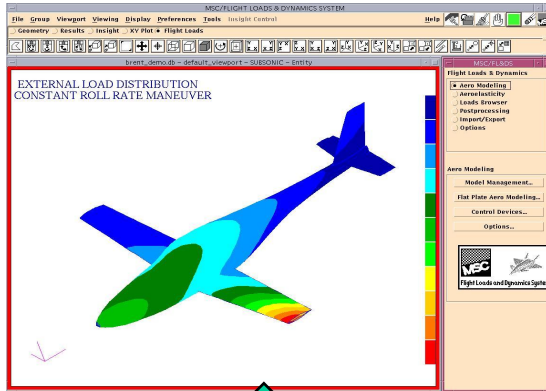 MSC/FLIGHT LOADS & DYNAMICS SYSTEM
File Group Viewport Viewing Display Preferences Tools Insight Control Help
Geometry Results Insight XY Plot Flight Loads
brent_demo.db - default_viewport - SUBSONIC - Entity
MSC/FL&DS
EXTERNAL LOAD DISTRIBUTION
CONSTANT ROLL RATE MANEUVER
Flight Loads & Dynamics
Aero Modeling
Aeroelasticity
Loads Browser
Postprocessing
Import/Export
Options
Aero Modeling
Model Management...
Flat Plate Aero Modeling...
Control Devices...
Options...
MSC
Flight Loads and Dynamics System